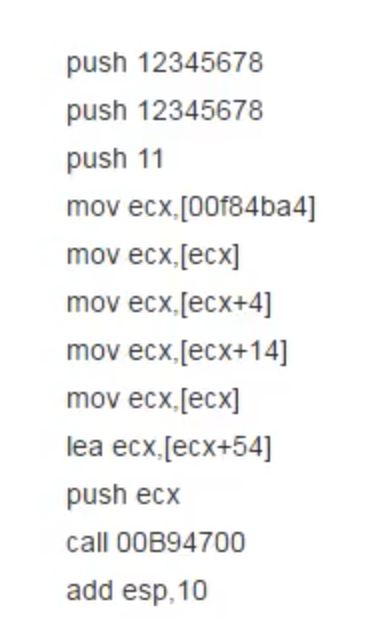 push 12345678
push 12345678
push 11
mov ecx,[00f84ba4]
mov ecx,[ecx]
mov ecx,[ecx+4]
mov ecx,[ecx+14]
mov ecx,[ecx]
lea ecx,[ecx+54]
push ecx
call 00B94700
add esp,10